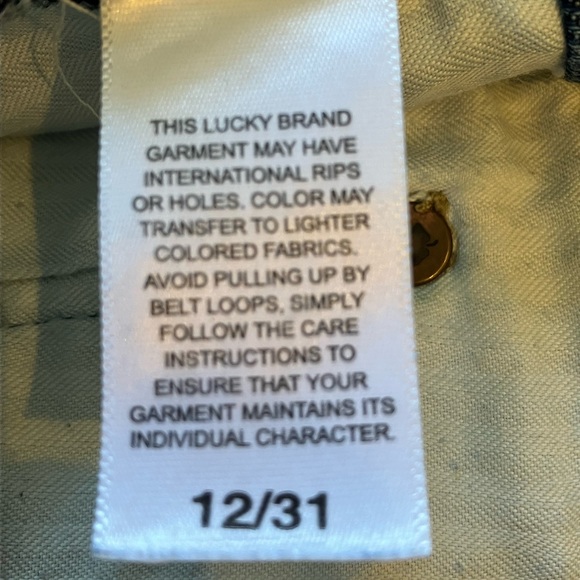 THIS LUCKY BRAND
GARMENT MAY HAVE
INTERNATIONAL RIPS
OR HOLES. COLOR MAY
TRANSFER TO LIGHTER
COLORED FABRICS.
AVOID PULLING UP BY
BELT LOOPS, SIMPLY
FOLLOW THE CARE
INSTRUCTIONS TO
ENSURE THAT YOUR
GARMENT MAINTAINS ITS
INDIVIDUAL CHARACTER.
12/31